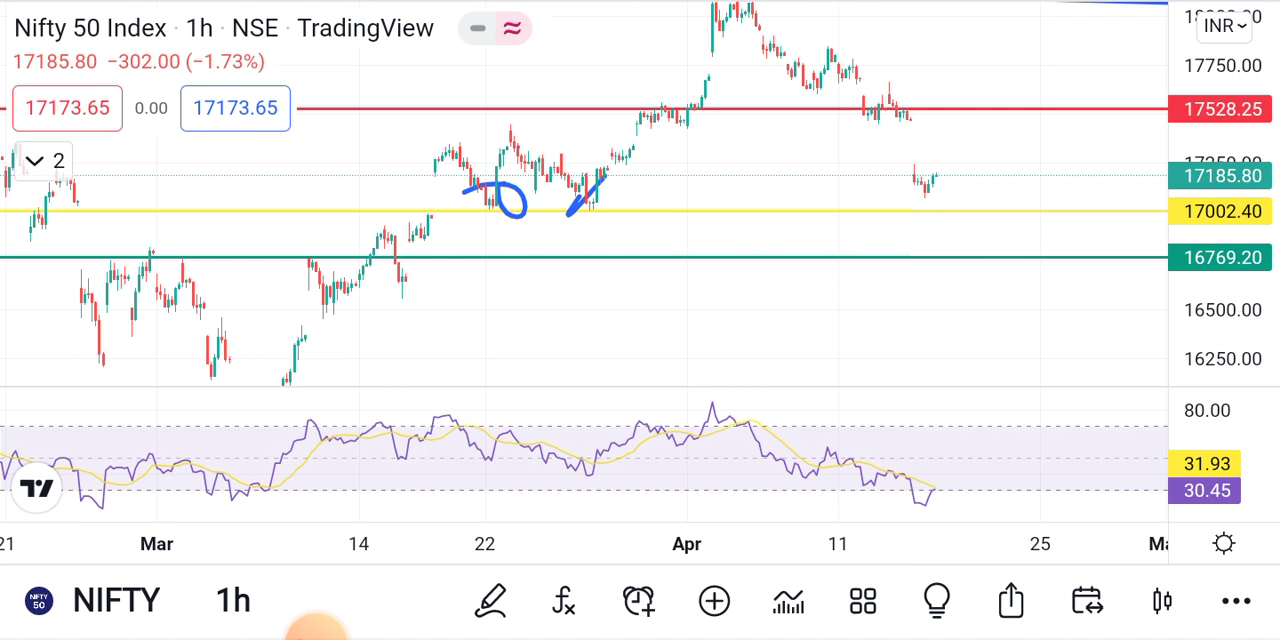 Nifty 50 Index · 1h · NSE · TradingView
17185.80 −302.00 (−1.73%)
17173.65 0.00 17173.65
2
INR
17750.00
17528.25
17185.80
17002.40
16769.20
16500.00
16250.00
80.00
31.93
30.45
21 Mar 14 22 Apr 11 25
NIFTY 50 NIFTY 1h